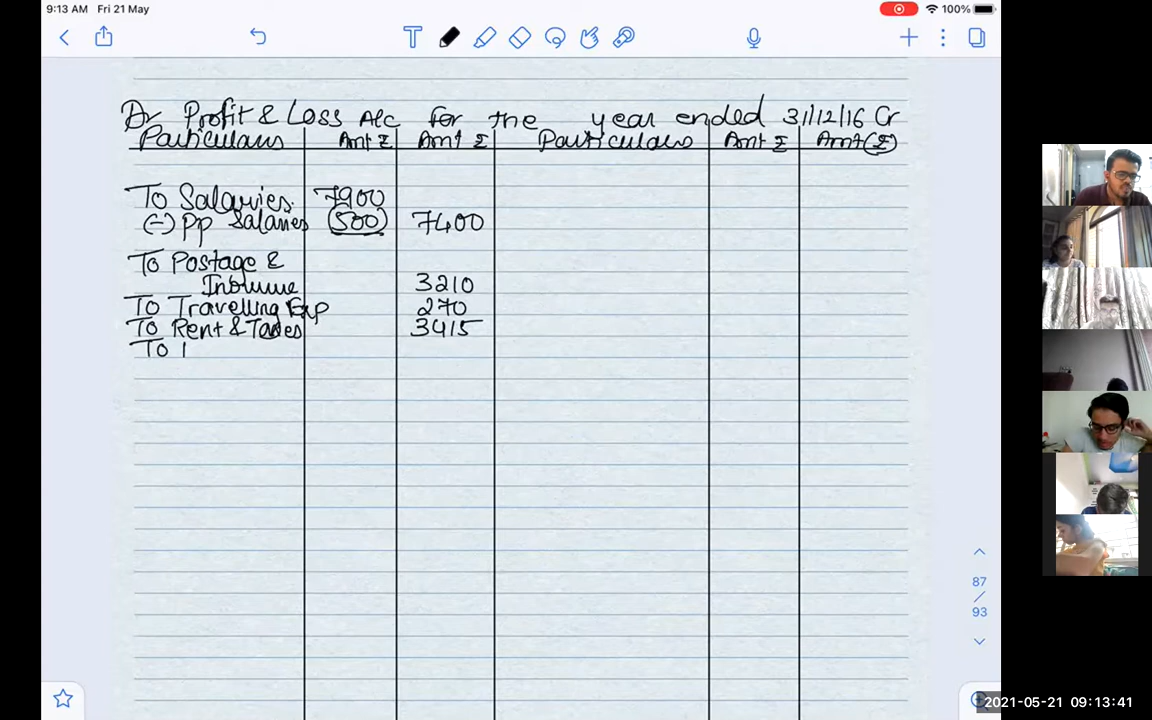 9:13 AM Fri 21 May
100%
Dr Profit & Loss A/c for the year ended 31/12/16 Cr
Particulars Amt ₹ Amt ₹ Particulars Amt ₹ Amt (₹)
To Salaries 7900
(-) Pp Salaries (500) 7400
To Postage &
3210
To Travelling Exp 270
To Rent & Taxes 3415
To
87
/
93
2021-05-21 09:13:41